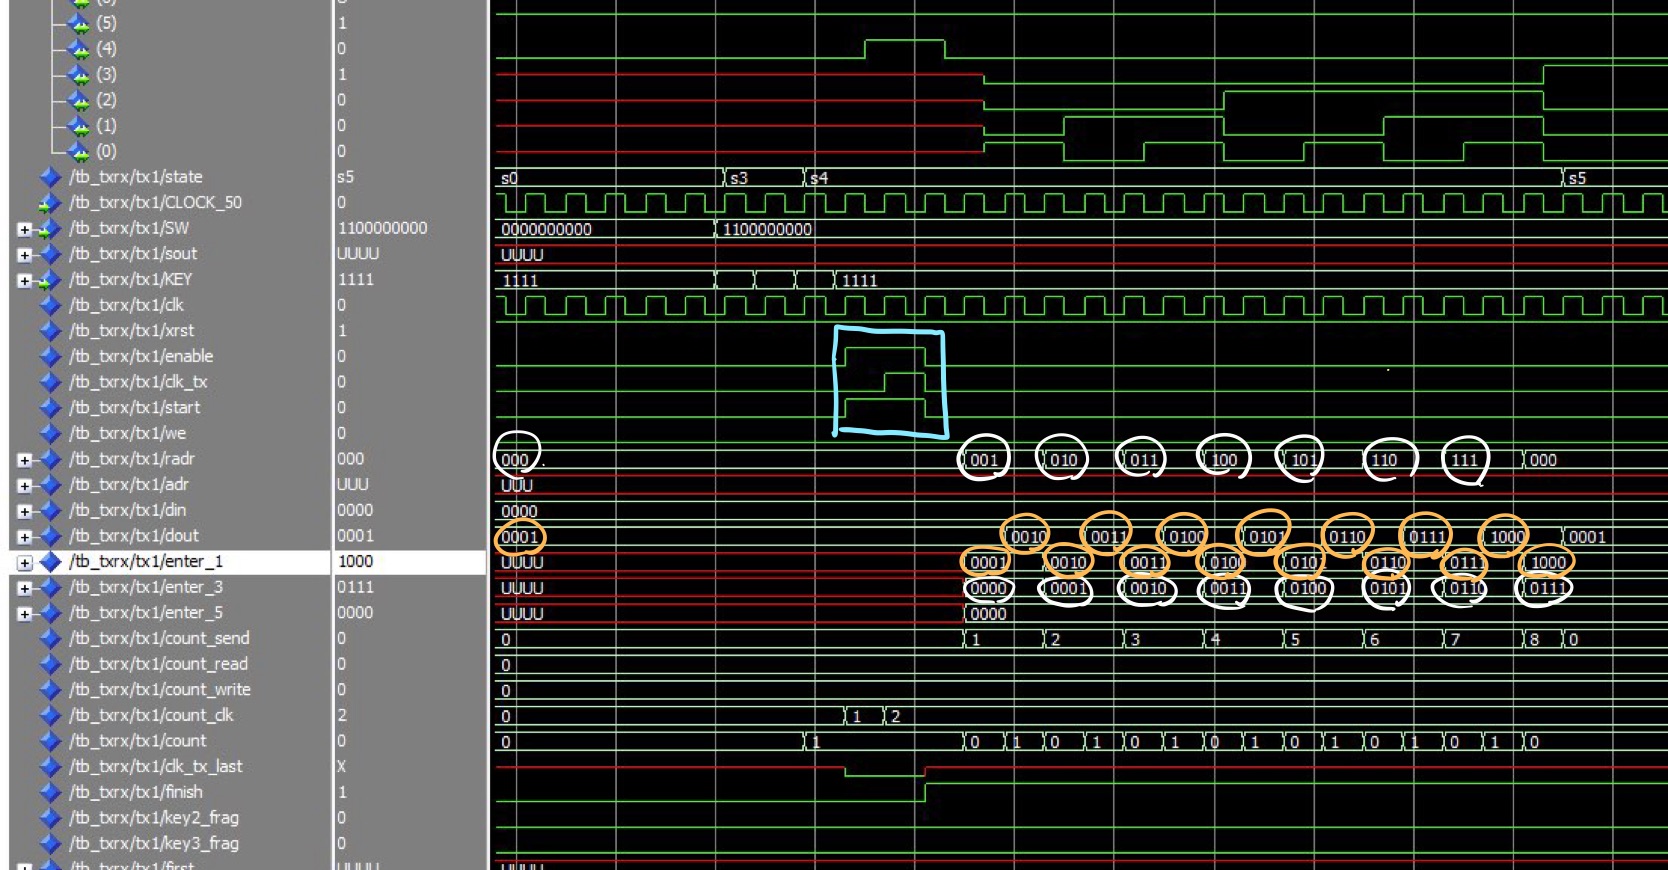 (5) 1
(4) 0
(3) 1
(2) 0
(1) 0
(0) 0
/tb_txrx/tx1/state s5 s0 s3 s4 s5
/tb_txrx/tx1/CLOCK_50 0
/tb_txrx/tx1/SW 1100000000 0000000000 1100000000
/tb_txrx/tx1/sout UUUU UUUU
/tb_txrx/tx1/KEY 1111 1111 1111
/tb_txrx/tx1/clk 0
/tb_txrx/tx1/xrst 1
/tb_txrx/tx1/enable 0
/tb_txrx/tx1/clk_tx 0
/tb_txrx/tx1/start 0
/tb_txrx/tx1/we 0
/tb_txrx/tx1/radr 000 000 001 010 011 100 101 110 111 000
/tb_txrx/tx1/adr UUU UUU
/tb_txrx/tx1/din 0000 0000
/tb_txrx/tx1/dout 0001 0001 0010 0011 0100 0101 0110 0111 1000 0001
/tb_txrx/tx1/enter_1 1000 UUUU 0001 0010 0011 0100 0101 0110 0111 1000
/tb_txrx/tx1/enter_3 0111 UUUU 0000 0001 0010 0011 0100 0101 0110 0111
/tb_txrx/tx1/enter_5 0000 UUUU 0000
/tb_txrx/tx1/count_send 0 0 1 2 3 4 5 6 7 8 0
/tb_txrx/tx1/count_read 0 0
/tb_txrx/tx1/count_write 0 0
/tb_txrx/tx1/count_clk 2 0 1 2
/tb_txrx/tx1/count 0 0 1 0 1 0 1 0 1 0 1 0 1 0 1 0 1 0
/tb_txrx/tx1/clk_tx_last X
/tb_txrx/tx1/finish 1
/tb_txrx/tx1/key2_frag 0
/tb_txrx/tx1/key3_frag 0
/tb_txrx/tx1/first UUUU UUUU